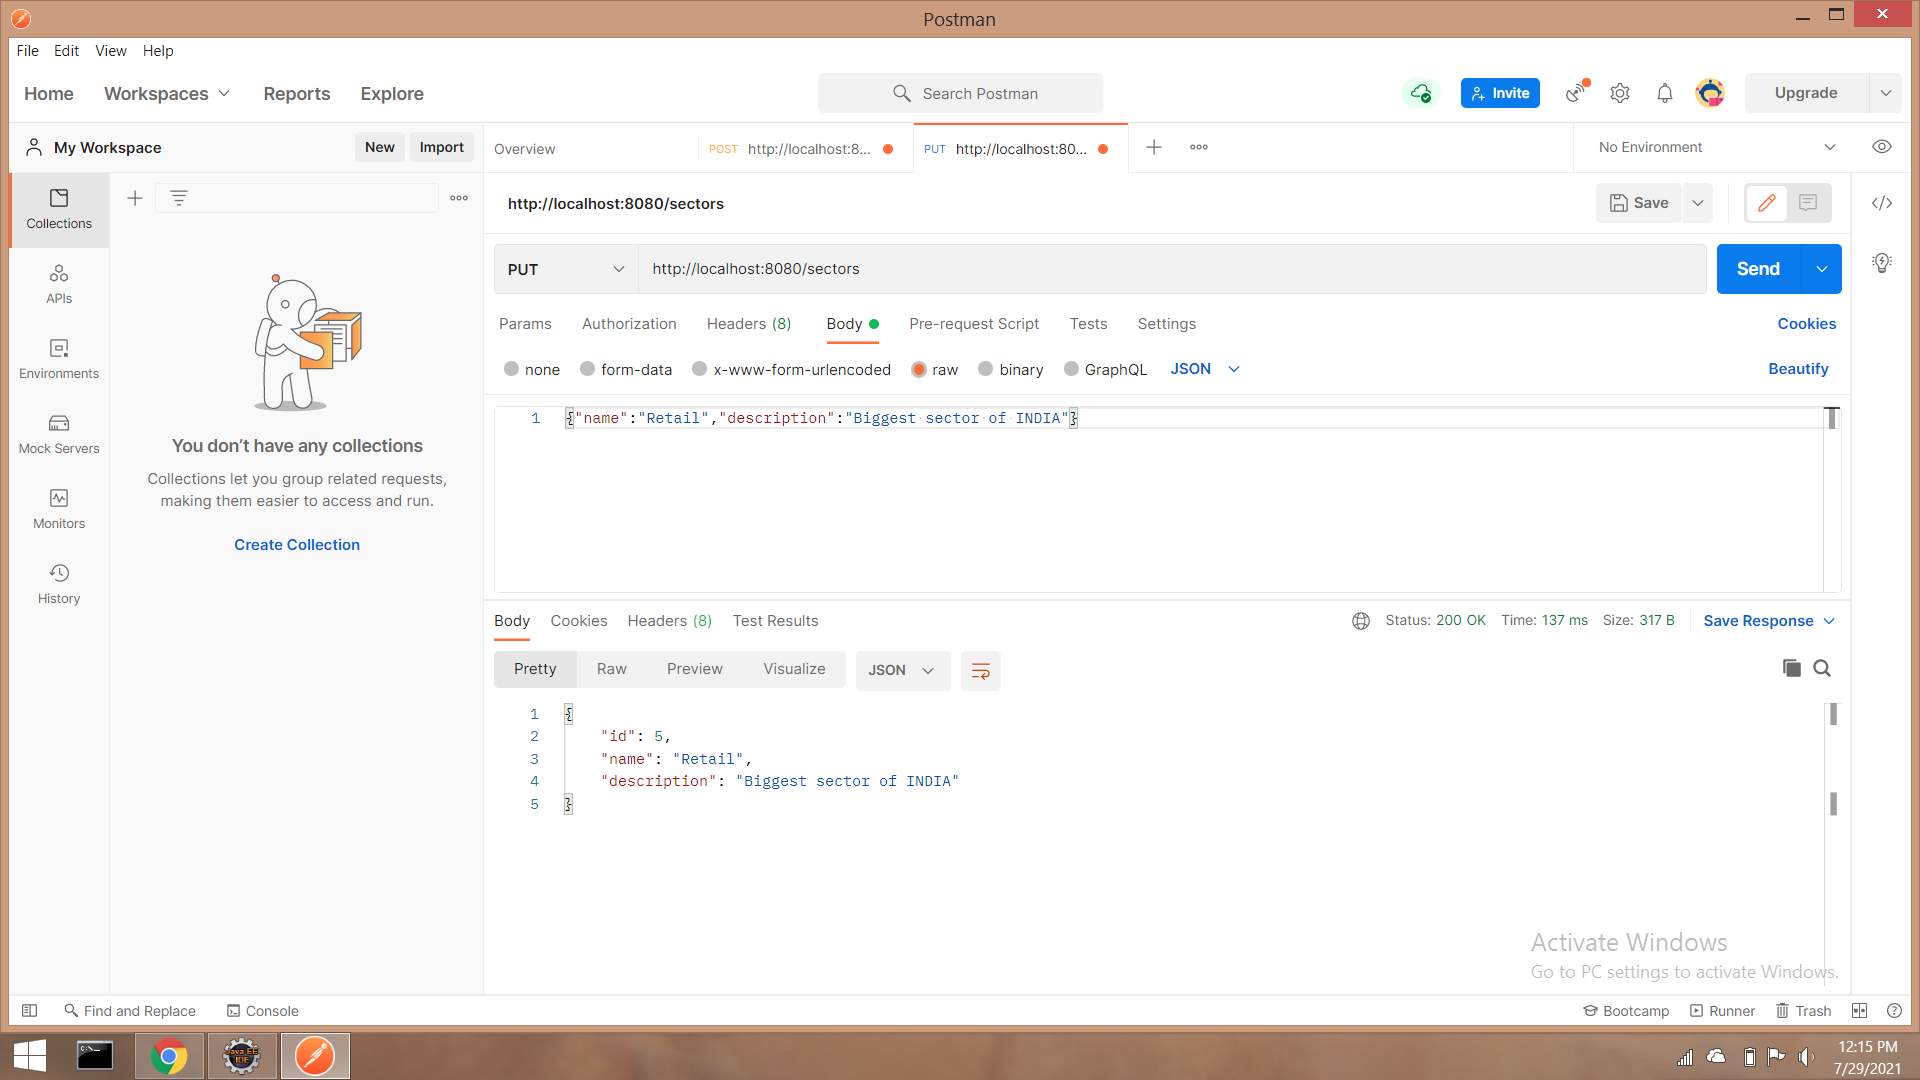 Postman
File Edit View Help
Home Workspaces Reports Explore
Search Postman
Invite
Upgrade
My Workspace
New Import
Overview
POST http://localhost:8...
PUT http://localhost:80...
No Environment
Collections
APIs
Environments
Mock Servers
Monitors
History
You don't have any collections
Collections let you group related requests,
making them easier to access and run.
Create Collection
http://localhost:8080/sectors
Save
PUT http://localhost:8080/sectors
Send
Params Authorization Headers (8) Body Pre-request Script Tests Settings Cookies
none form-data x-www-form-urlencoded raw binary GraphQL JSON Beautify
1 {"name":"Retail","description":"Biggest sector of INDIA"}
Body Cookies Headers (8) Test Results Status: 200 OK Time: 137 ms Size: 317 B Save Response
Pretty Raw Preview Visualize JSON
1 {
2 "id": 5,
3 "name": "Retail",
4 "description": "Biggest sector of INDIA"
5 }
Activate Windows
Go to PC settings to activate Windows.
Find and Replace Console
Bootcamp Runner Trash
Java EE
IDE
12:15 PM
7/29/2021